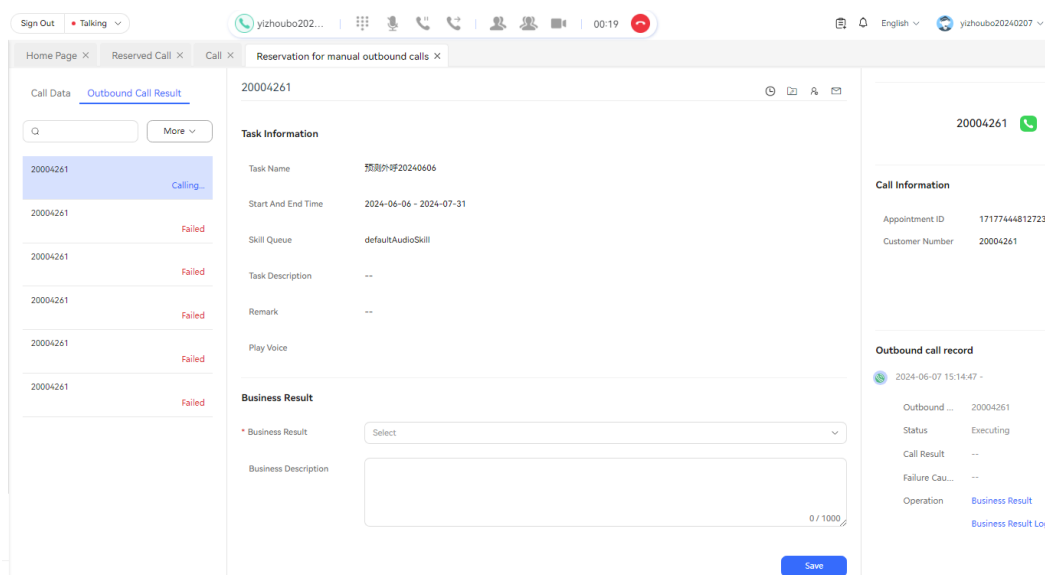 Sign Out Talking yizhoubo202... 00:19 English yizhoubo20240207
Home Page Reserved Call Call Reservation for manual outbound calls
Call Data Outbound Call Result
More
20004261
Calling...
20004261
Failed
20004261
Failed
20004261
Failed
20004261
Failed
20004261
Failed
20004261
Task Information
Task Name 预测外呼20240606
Start And End Time 2024-06-06 - 2024-07-31
Skill Queue defaultAudioSkill
Task Description --
Remark --
Play Voice
Business Result
* Business Result Select
Business Description
0 / 1000
Save
20004261
Call Information
Appointment ID 17177444812723
Customer Number 20004261
Outbound call record
2024-06-07 15:14:47 -
Outbound ... 20004261
Status Executing
Call Result --
Failure Cau... --
Operation Business Result
Business Result Lo